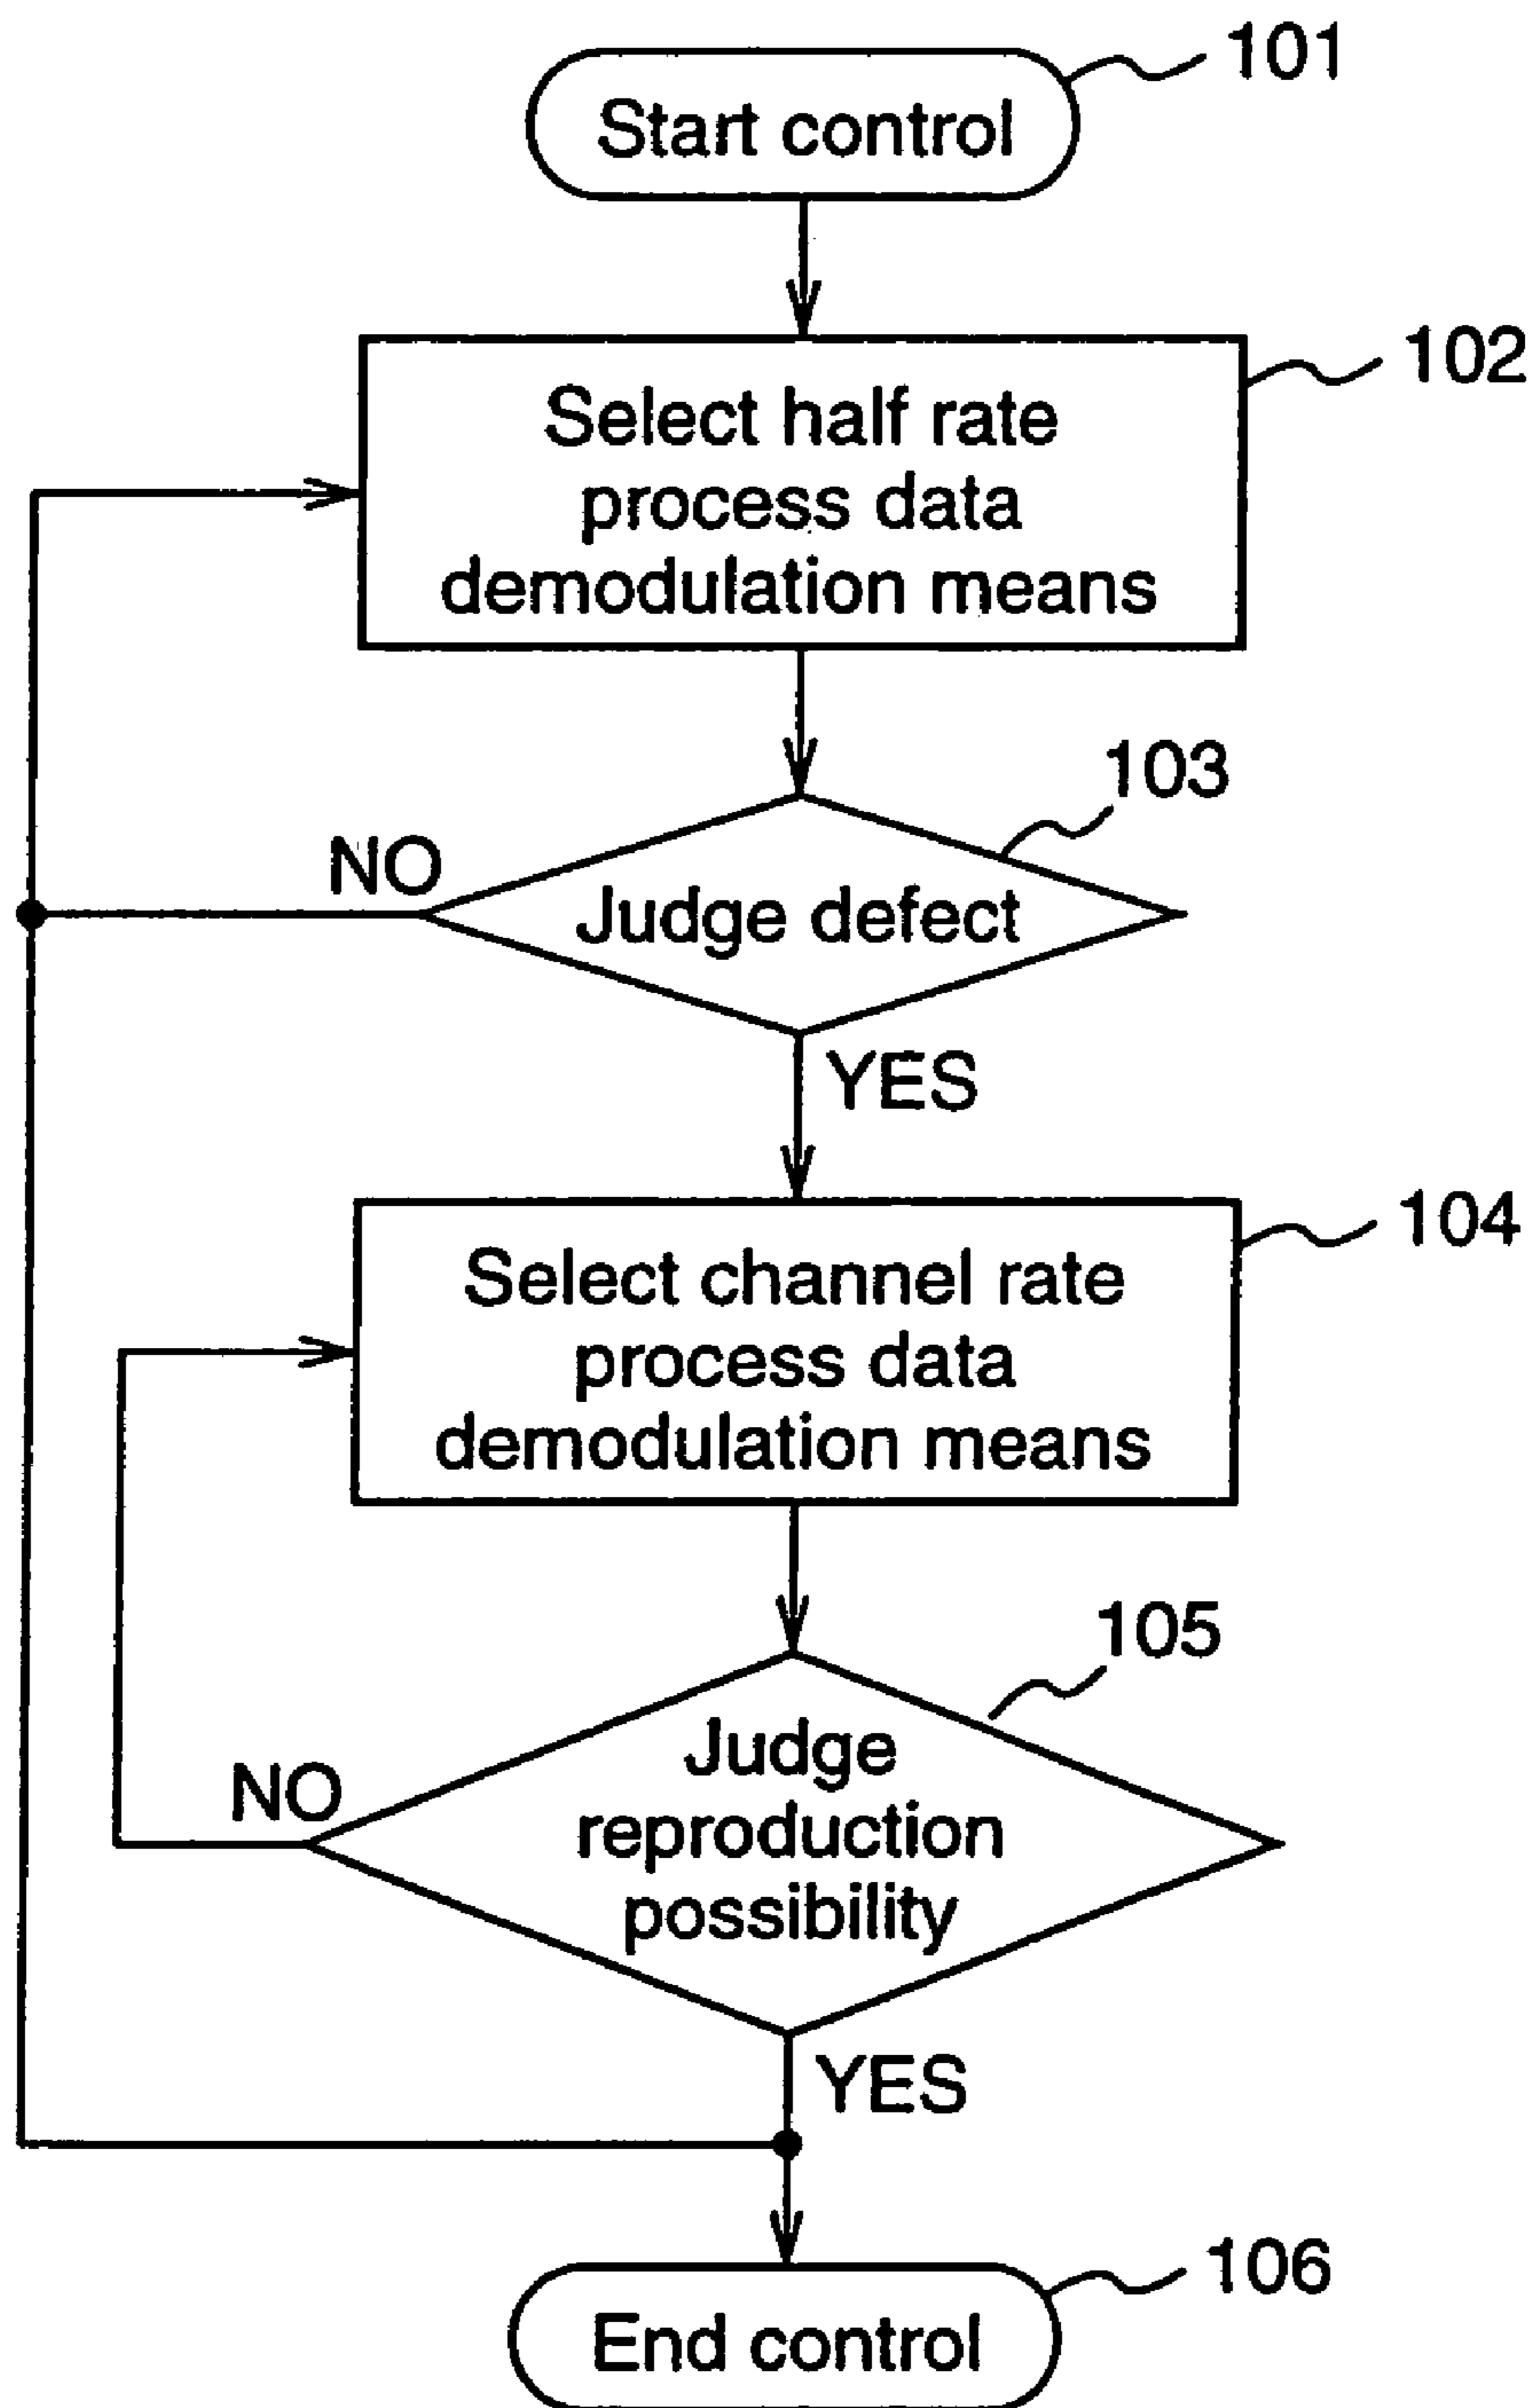 101
Start control
102
Select half rate
process data
demodulation means
103
NO
Judge defect
YES
104
Select channel rate
process data
demodulation means
105
Judge
NO
reproduction
possibility
YES
106
End control